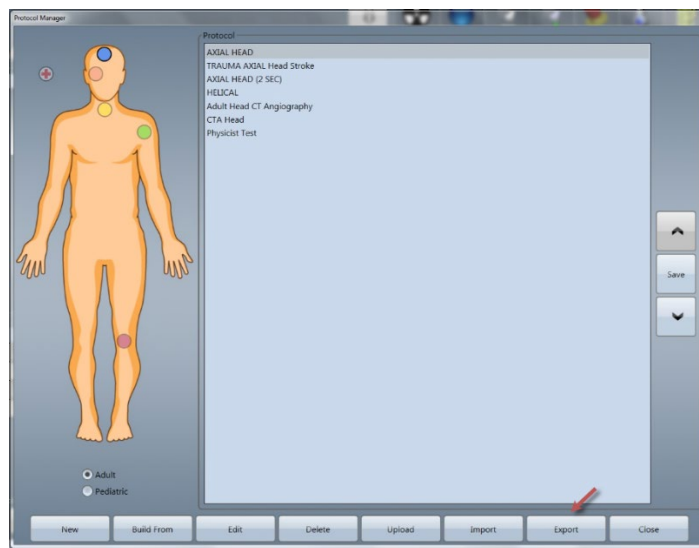 Protocol Manager
Protocol
AXIAL HEAD
TRAUMA AXIAL Head Stroke
AXIAL HEAD (2 SEC)
HELICAL
Adult Head CT Angiography
CTA Head
Physicist Test
Save
Adult
Pediatric
New
Build From
Edit
Delete
Upload
Import
Export
Close